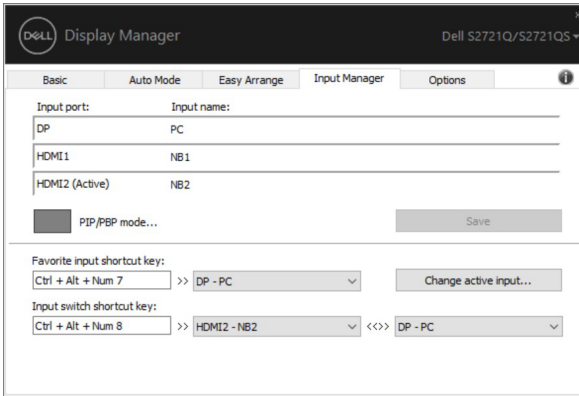 DELL Display Manager Dell S2721Q/S2721QS
Basic Auto Mode Easy Arrange Input Manager Options
Input port: Input name:
DP PC
HDMI1 NB1
HDMI2 (Active) NB2
PIP/PBP mode... Save
Favorite input shortcut key:
Ctrl + Alt + Num 7 >> DP - PC Change active input...
Input switch shortcut key:
Ctrl + Alt + Num 8 >> HDMI2 - NB2 <<>> DP - PC